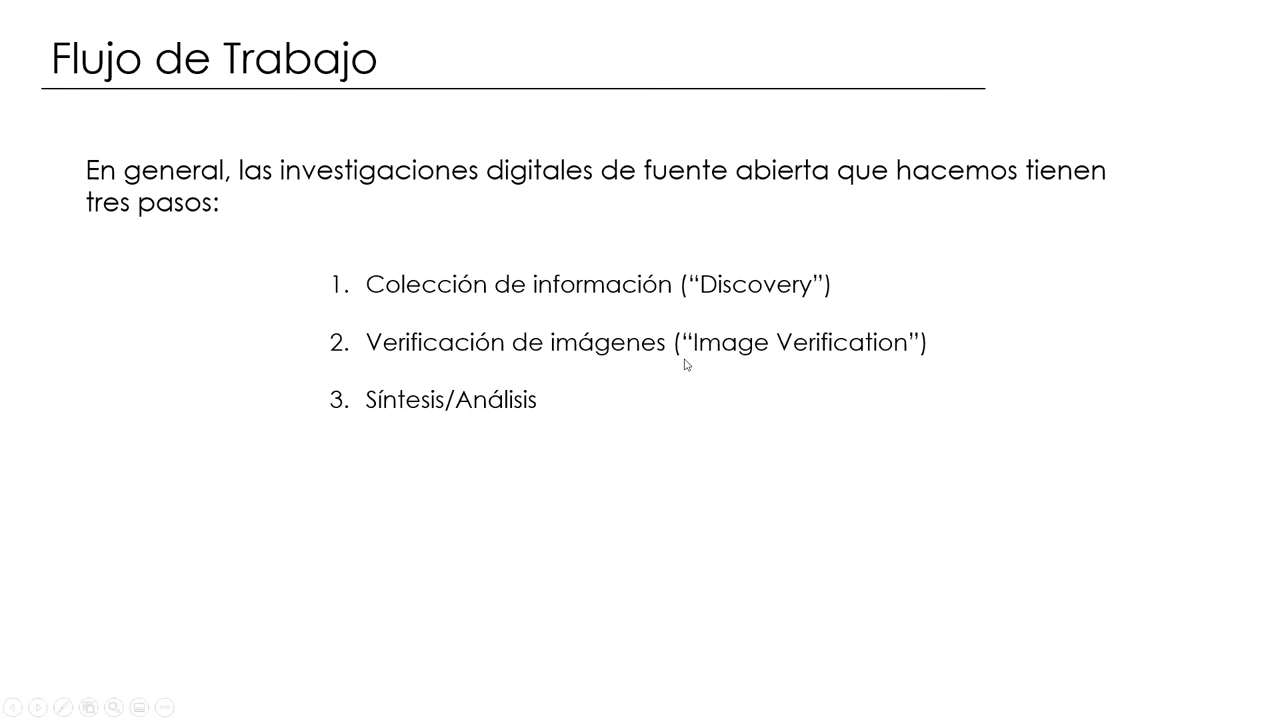 Flujo de Trabajo
En general, las investigaciones digitales de fuente abierta que hacemos tienen
tres pasos:
1. Colección de información (“Discovery”)
2. Verificación de imágenes (“Image Verification”)
3. Síntesis/Análisis